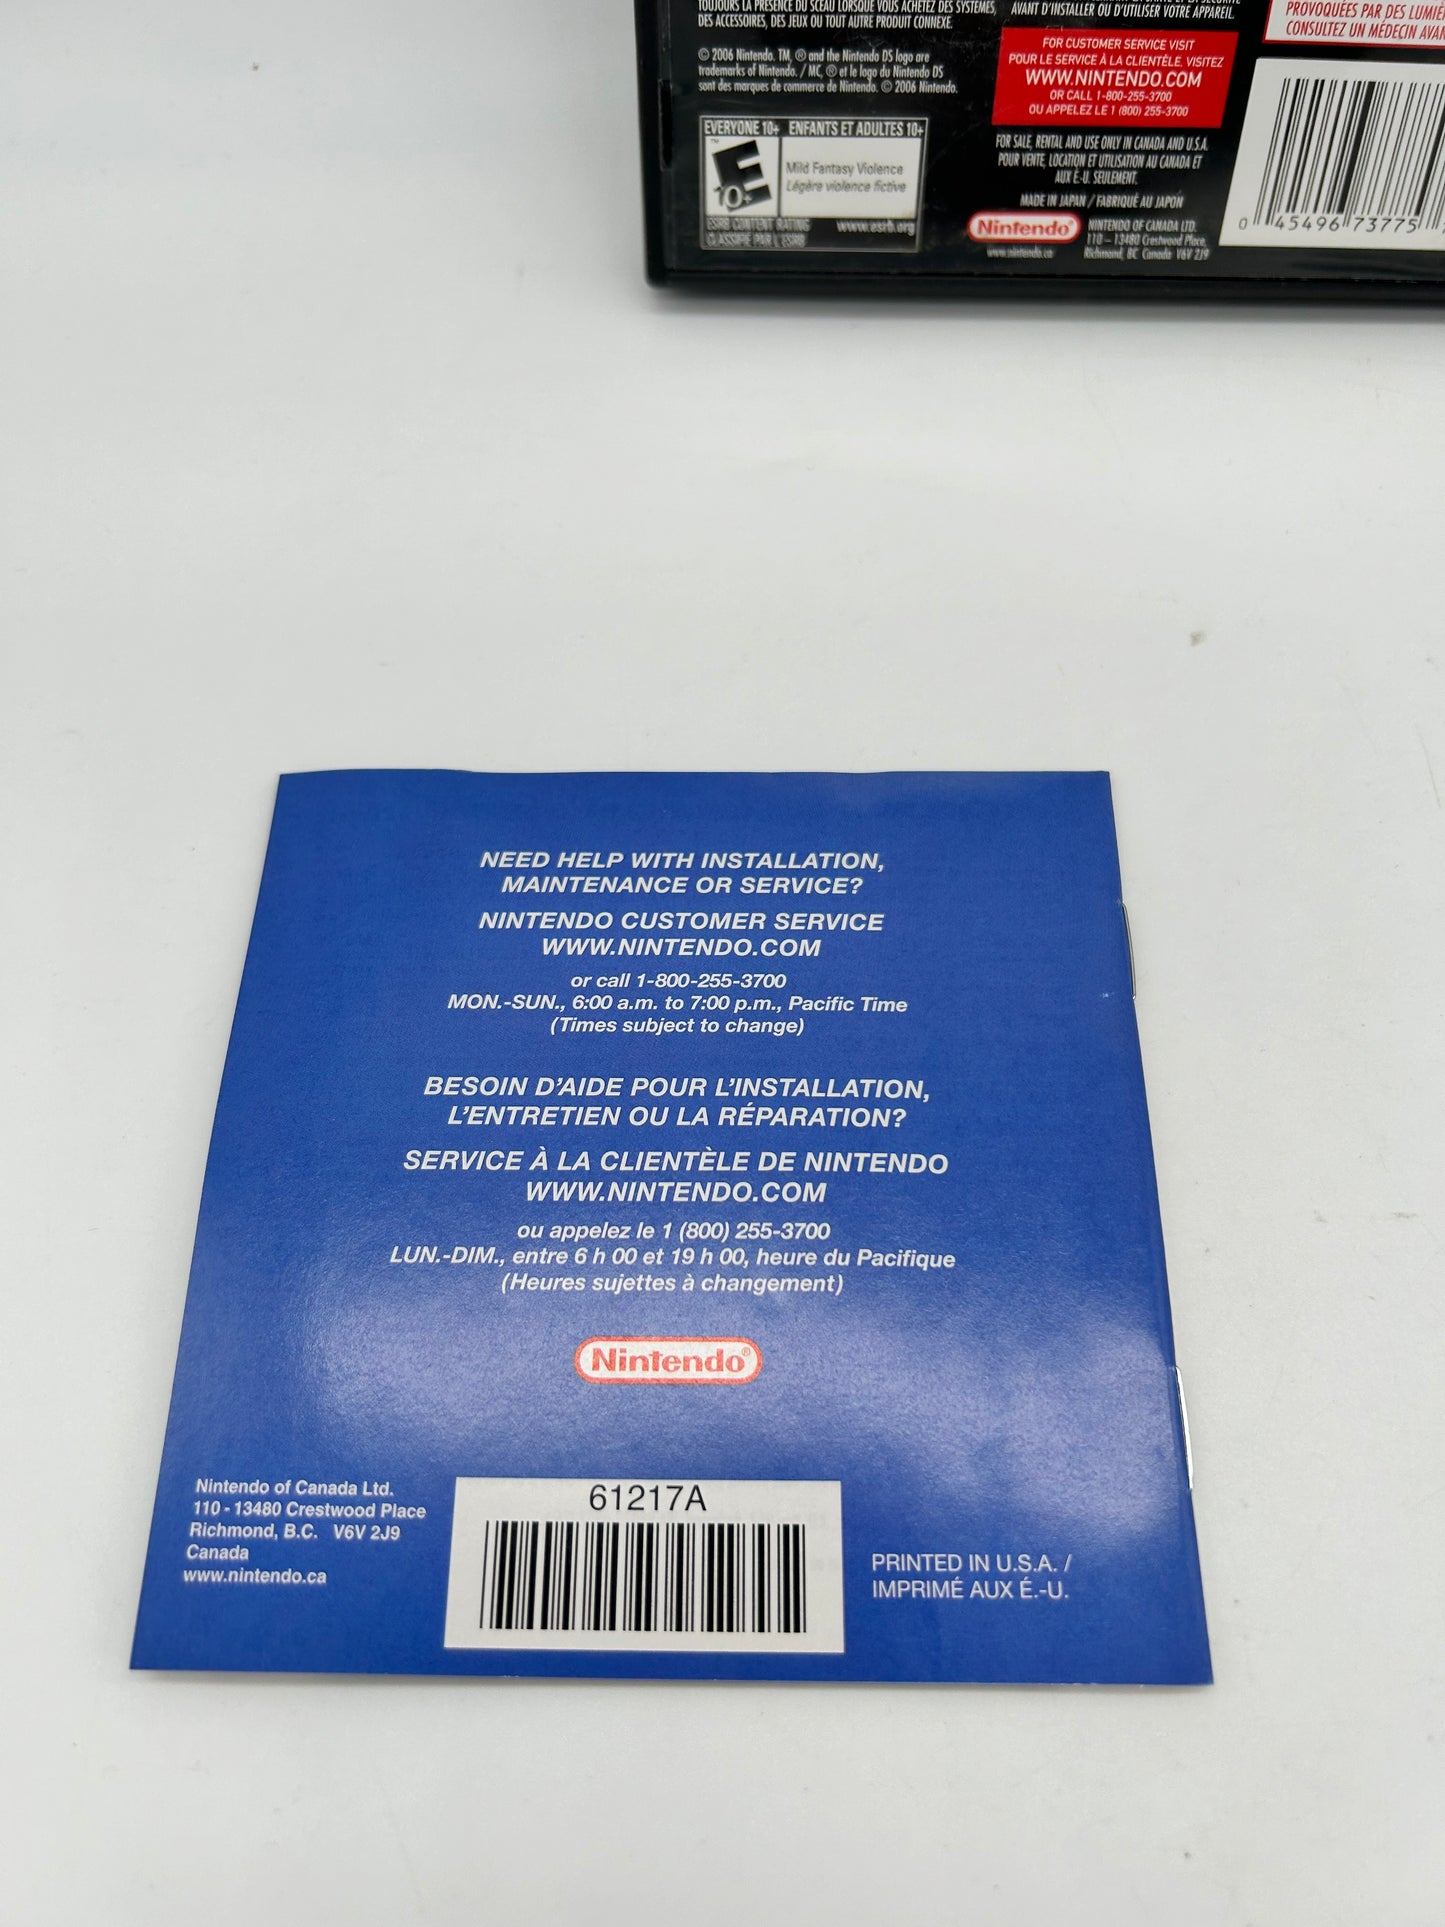 TOUJOURS LA PRÉSENCE DU SCEAU LORSQUE VOUS ACHETEZ DES SYSTÈMES,
DES ACCESSOIRES, DES JEUX OU TOUT AUTRE PRODUIT CONNEXE.
© 2006 Nintendo. TM, ® and the Nintendo DS logo are
trademarks of Nintendo. / MC, ® et le logo du Nintendo DS
sont des marques de commerce de Nintendo. © 2006 Nintendo.
EVERYONE 10+ ENFANTS ET ADULTES 10+
E
10+
Mild Fantasy Violence
Légère violence fictive
ESRB CONTENT RATING www.esrb.org
CLASSIFIÉ PAR L'ESRB
AVANT D'INSTALLER OU D'UTILISER VOTRE APPAREIL.
FOR CUSTOMER SERVICE VISIT
POUR LE SERVICE À LA CLIENTÈLE, VISITEZ
WWW.NINTENDO.COM
OR CALL 1-800-255-3700
OU APPELEZ LE 1 (800) 255-3700
FOR SALE, RENTAL AND USE ONLY IN CANADA AND U.S.A.
POUR VENTE, LOCATION ET UTILISATION AU CANADA ET
AUX É.-U. SEULEMENT.
MADE IN JAPAN / FABRIQUÉ AU JAPON
Nintendo
www.nintendo.ca
NINTENDO OF CANADA LTD.
110 – 13480 Crestwood Place,
Richmond, BC Canada V6V 2J9
PROVOQUÉES PAR DES
CONSULTEZ UN MÉDECIN
0 45496 73775
NEED HELP WITH INSTALLATION,
MAINTENANCE OR SERVICE?
NINTENDO CUSTOMER SERVICE
WWW.NINTENDO.COM
or call 1-800-255-3700
MON.-SUN., 6:00 a.m. to 7:00 p.m., Pacific Time
(Times subject to change)
BESOIN D'AIDE POUR L'INSTALLATION,
L'ENTRETIEN OU LA RÉPARATION?
SERVICE À LA CLIENTÈLE DE NINTENDO
WWW.NINTENDO.COM
ou appelez le 1 (800) 255-3700
LUN.-DIM., entre 6 h 00 et 19 h 00, heure du Pacifique
(Heures sujettes à changement)
Nintendo®
Nintendo of Canada Ltd.
110 - 13480 Crestwood Place
Richmond, B.C. V6V 2J9
Canada
www.nintendo.ca
61217A
PRINTED IN U.S.A. /
IMPRIMÉ AUX É.-U.